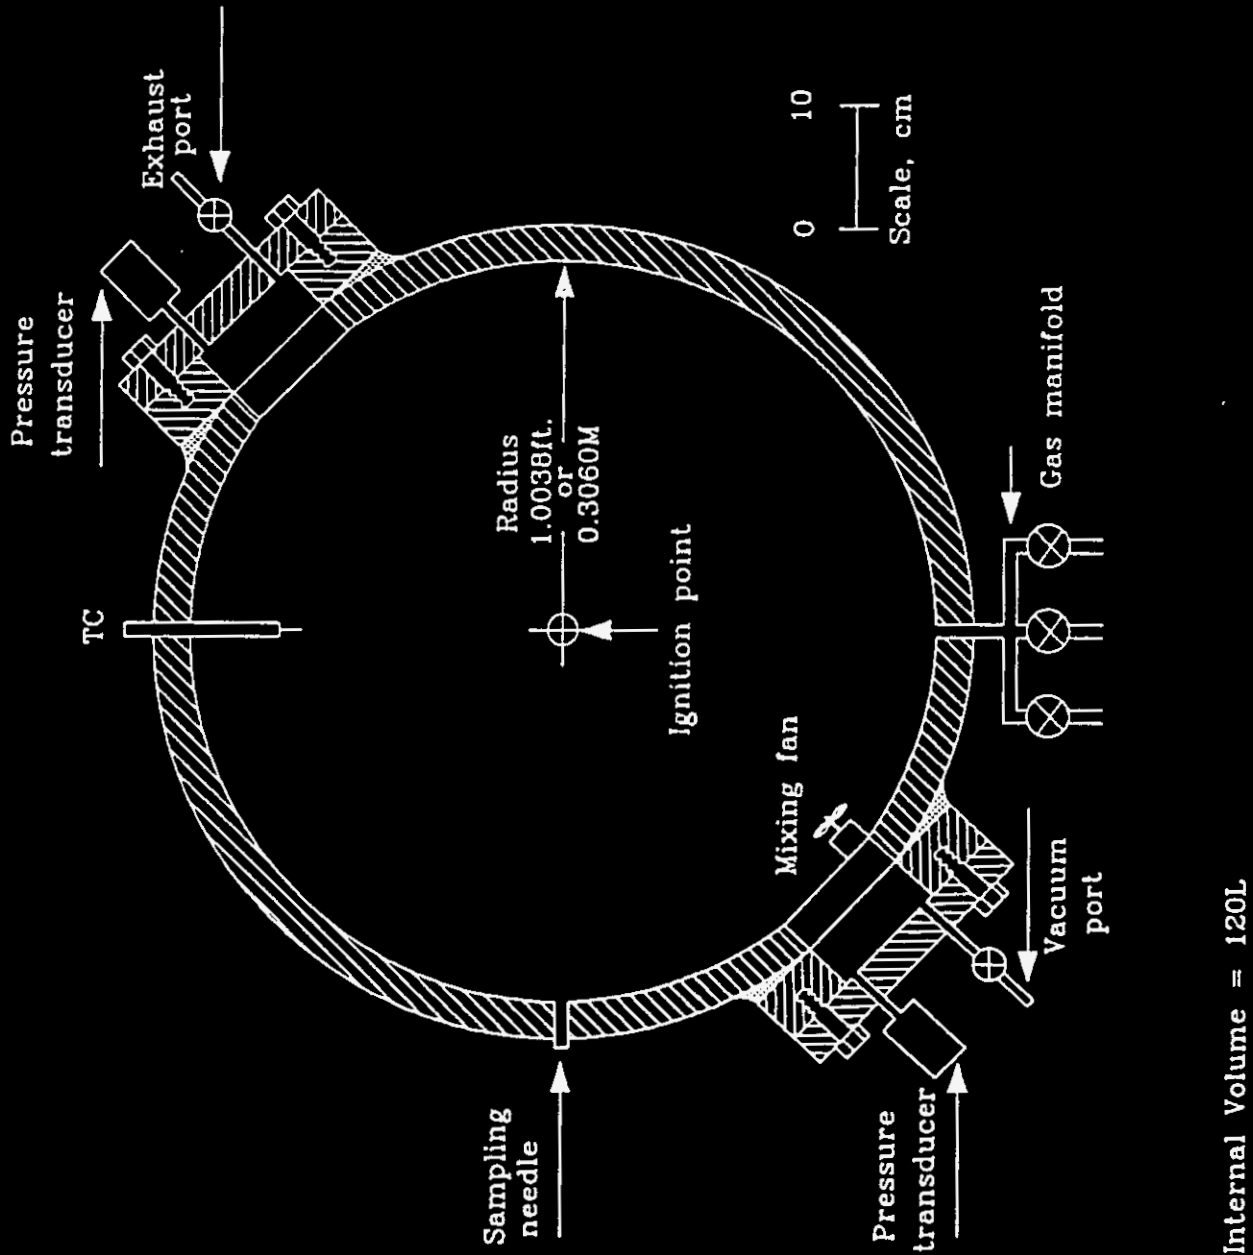 Pressure
transducer
Exhaust
port
TC
Radius
1.0038ft.
or
0.3060M
Ignition point
0 10
Scale, cm
Mixing fan
Gas manifold
Sampling
needle
Pressure
transducer
Vacuum
port
Internal Volume = 120L